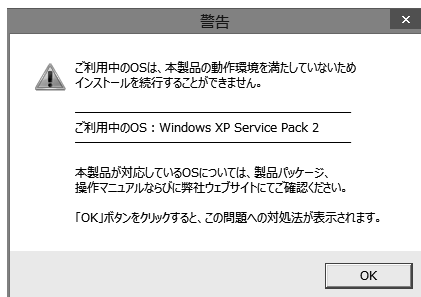 警告
ご利用中のOSは、本製品の動作環境を満たしていないため
インストールを続行することができません。
ご利用中のOS : Windows XP Service Pack 2
本製品が対応しているOSについては、製品パッケージ、
操作マニュアルならびに弊社ウェブサイトにてご確認ください。
「OK」ボタンをクリックすると、この問題への対処法が表示されます。
OK